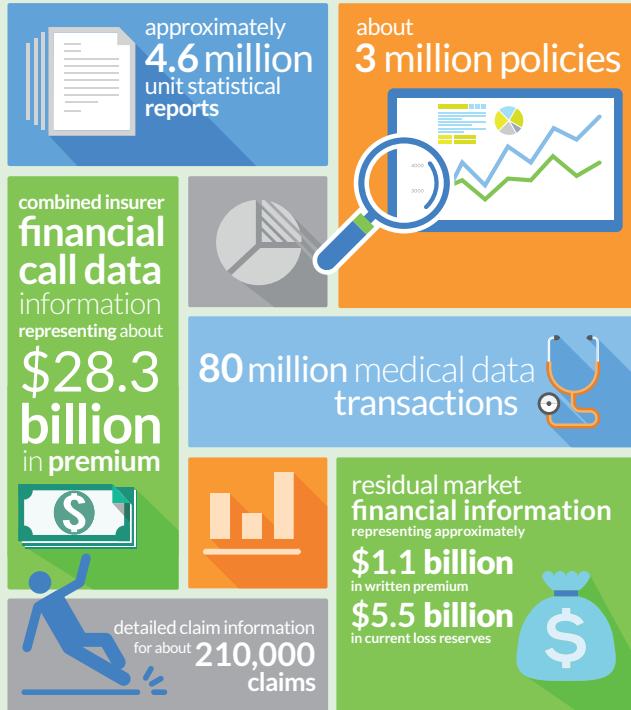 approximately
4.6 million
unit statistical
reports
about
3 million policies
4000
3000
combined insurer
financial
call data
information
representing about
$28.3
billion
in premium
$
80 million medical data
transactions
residual market
financial information
representing approximately
$1.1 billion
in written premium
$5.5 billion
in current loss reserves
$
detailed claim information
for about 210,000
claims